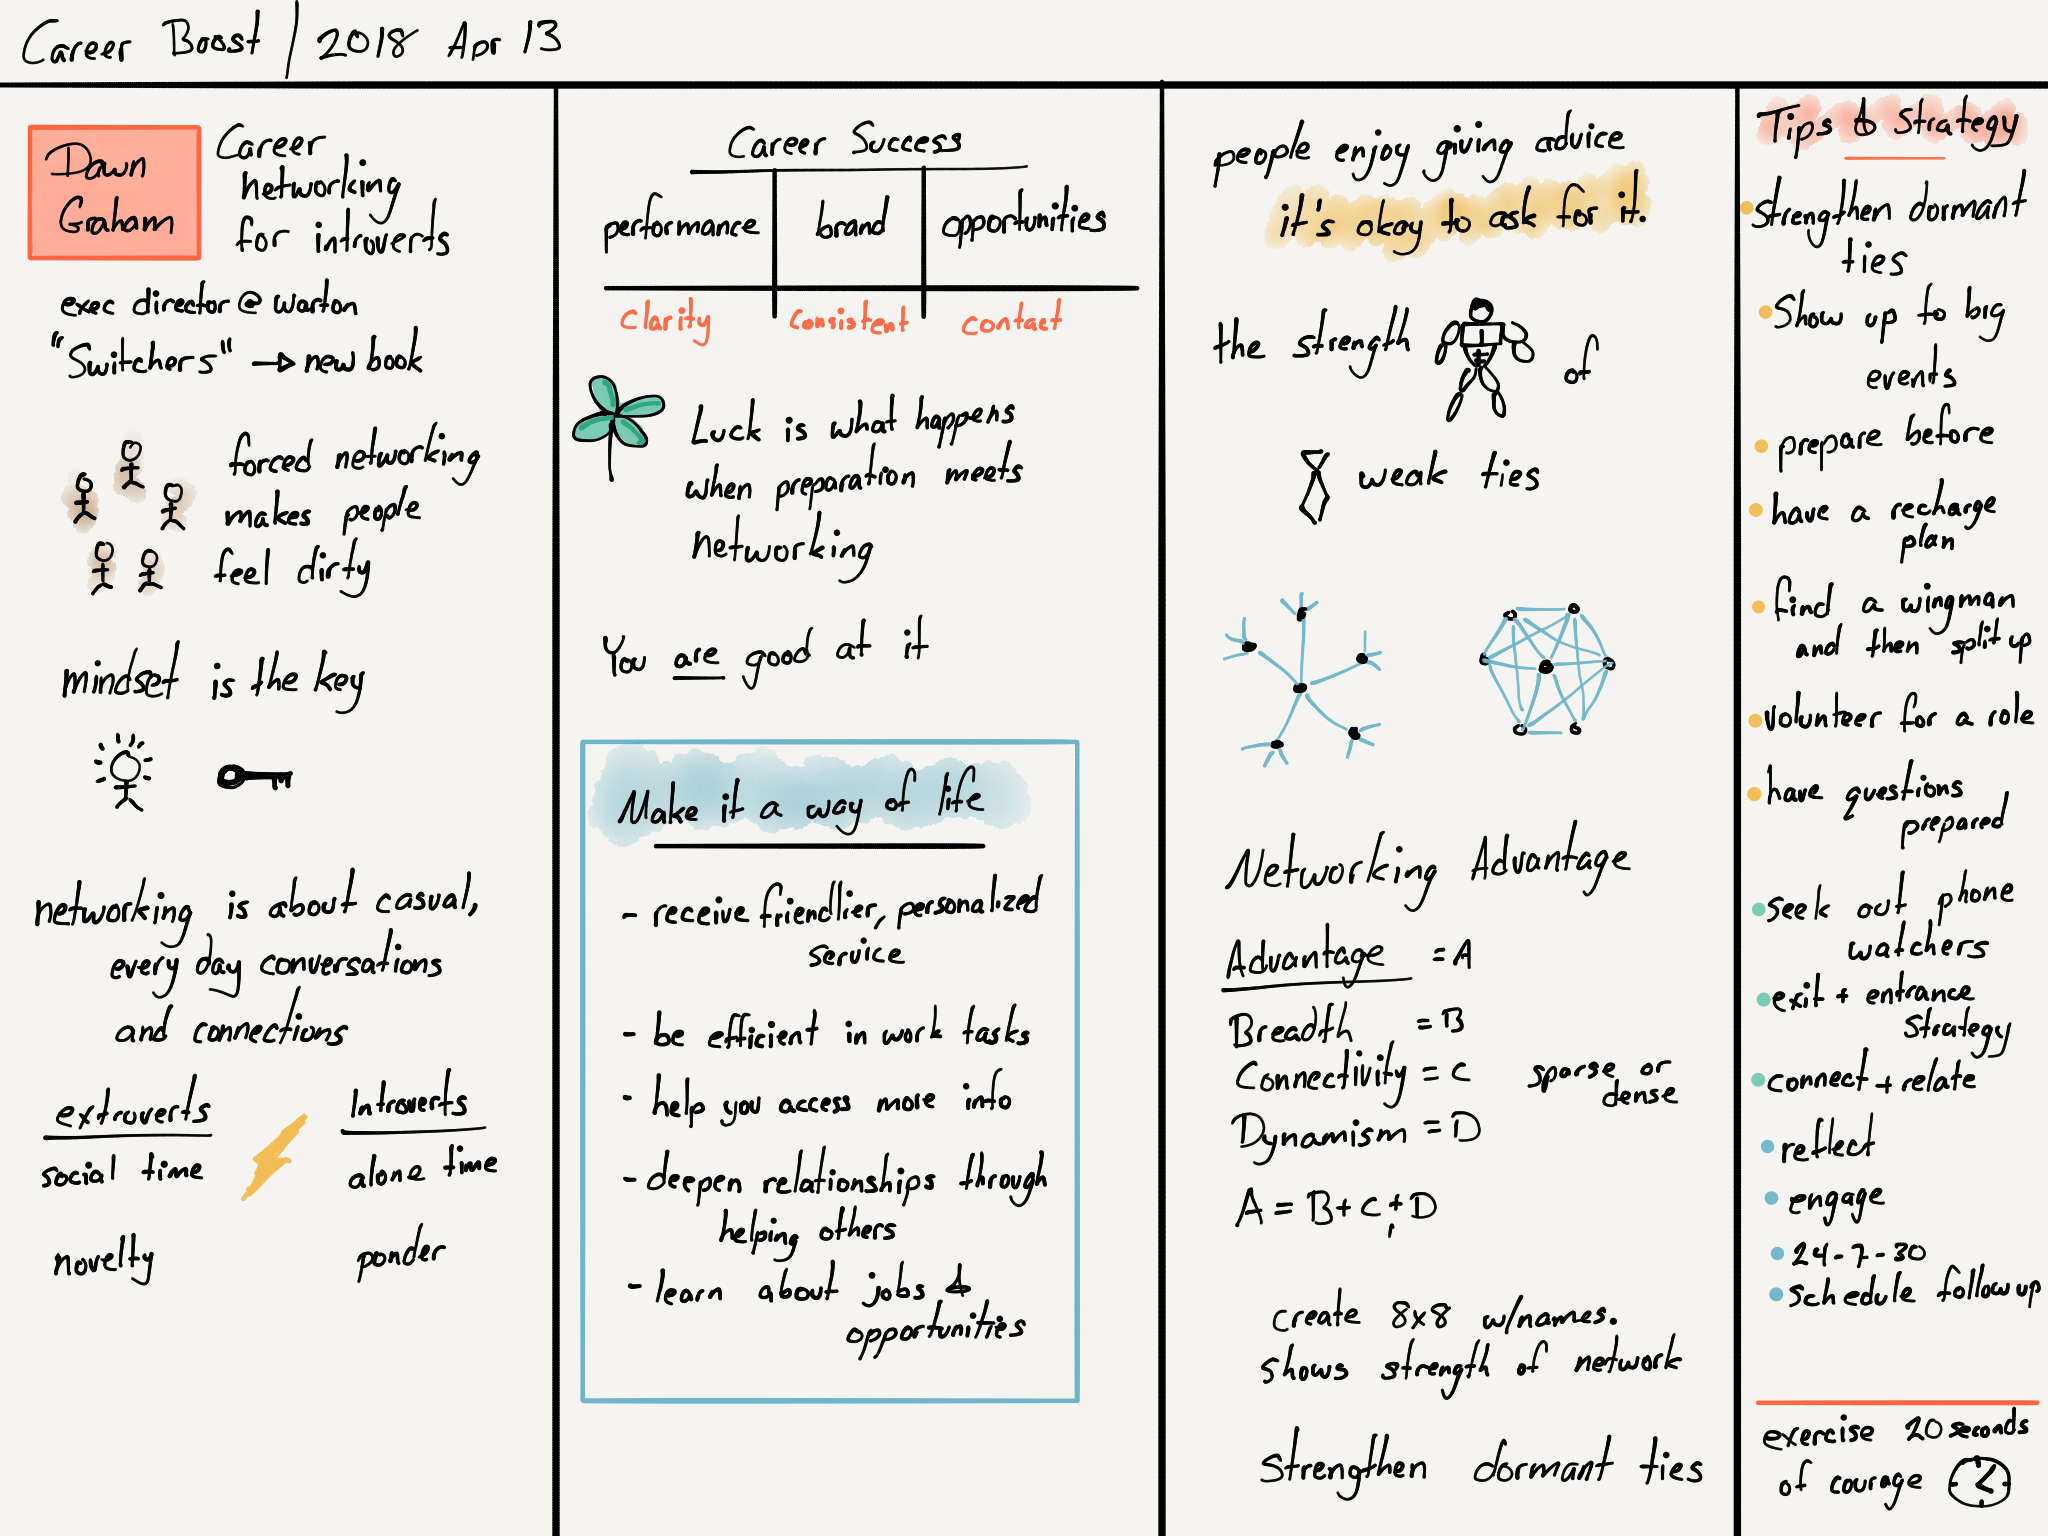 Career Boost / 2018 Apr 13
Dawn
Graham
Career
networking
for introverts
exec director @ Warton
"Switchers" → new book
forced networking
makes people
feel dirty
mindset is the key
networking is about casual,
every day conversations
and connections
extroverts
social time
novelty
Introverts
alone time
ponder
Career Success
performance brand opportunities
clarity consistent contact
Luck is what happens
when preparation meets
networking
You are good at it
Make it a way of life
- receive friendlier, personalized
service
- be efficient in work tasks
- help you access more info
- deepen relationships through
helping others
- learn about jobs &
opportunities
people enjoy giving advice
it's okay to ask for it.
the strength of
weak ties
Networking Advantage
Advantage = A
Breadth = B
Connectivity = C sparse or
dense
Dynamism = D
A = B + C + D
create 8x8 w/names.
shows strength of network
Strengthen dormant ties
Tips & Strategy
• Strengthen dormant
ties
• Show up to big
events
• prepare before
• have a recharge
plan
• find a wingman
and then split up
• volunteer for a role
• have questions
prepared
• seek out phone
watchers
• exit + entrance
strategy
• connect + relate
• reflect
• engage
• 24-7-30
• schedule follow up
exercise 20 seconds
of courage